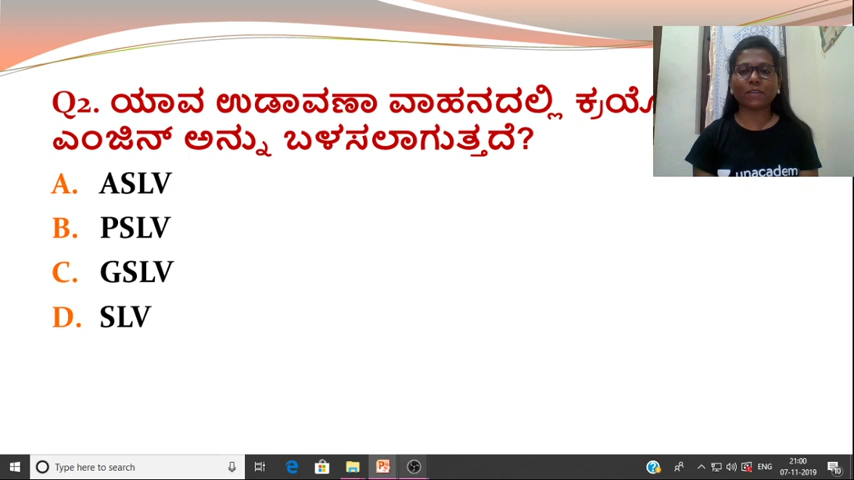 Q2. ಯಾವ ಉಡಾವಣಾ ವಾಹನದಲ್ಲಿ
ಎಂಜಿನ್ ಅನ್ನು ಬಳಸಲಾಗುತ್ತದೆ?
A. ASLV
B. PSLV
C. GSLV
D. SLV
unacadem
Type here to search
ENG
21:00
07-11-2019